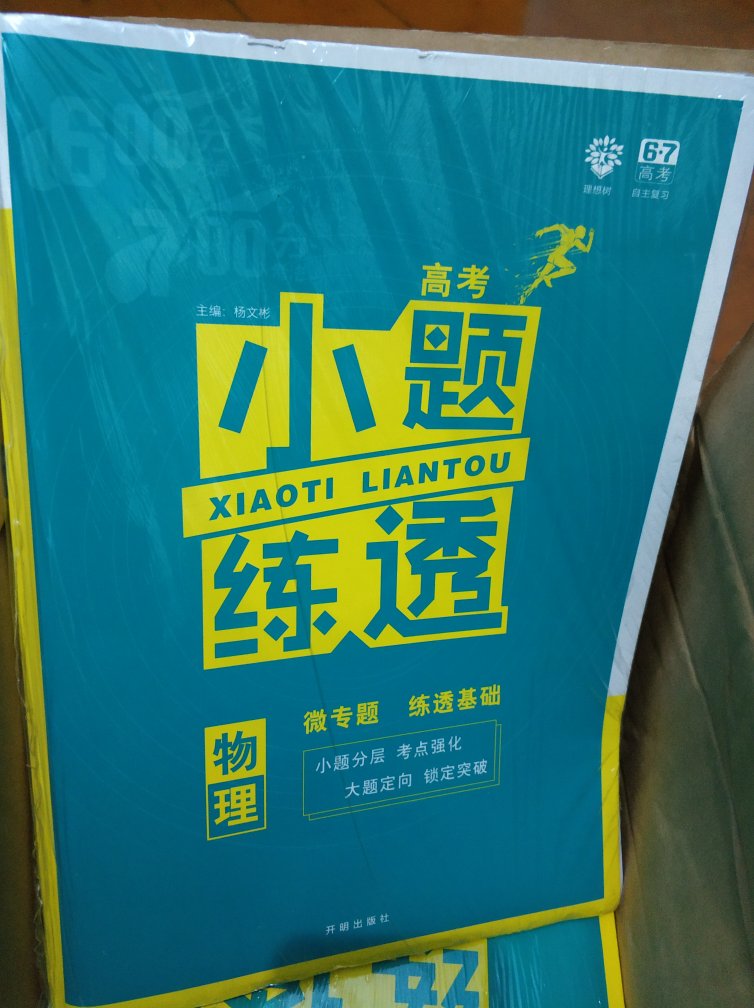 6·7
高考
理想树
自主复习
高考
主编：杨文彬
小题
XIAOTI LIANTOU
练透
微专题 练透基础
物理
小题分层 考点强化
大题定向 锁定突破
开明出版社